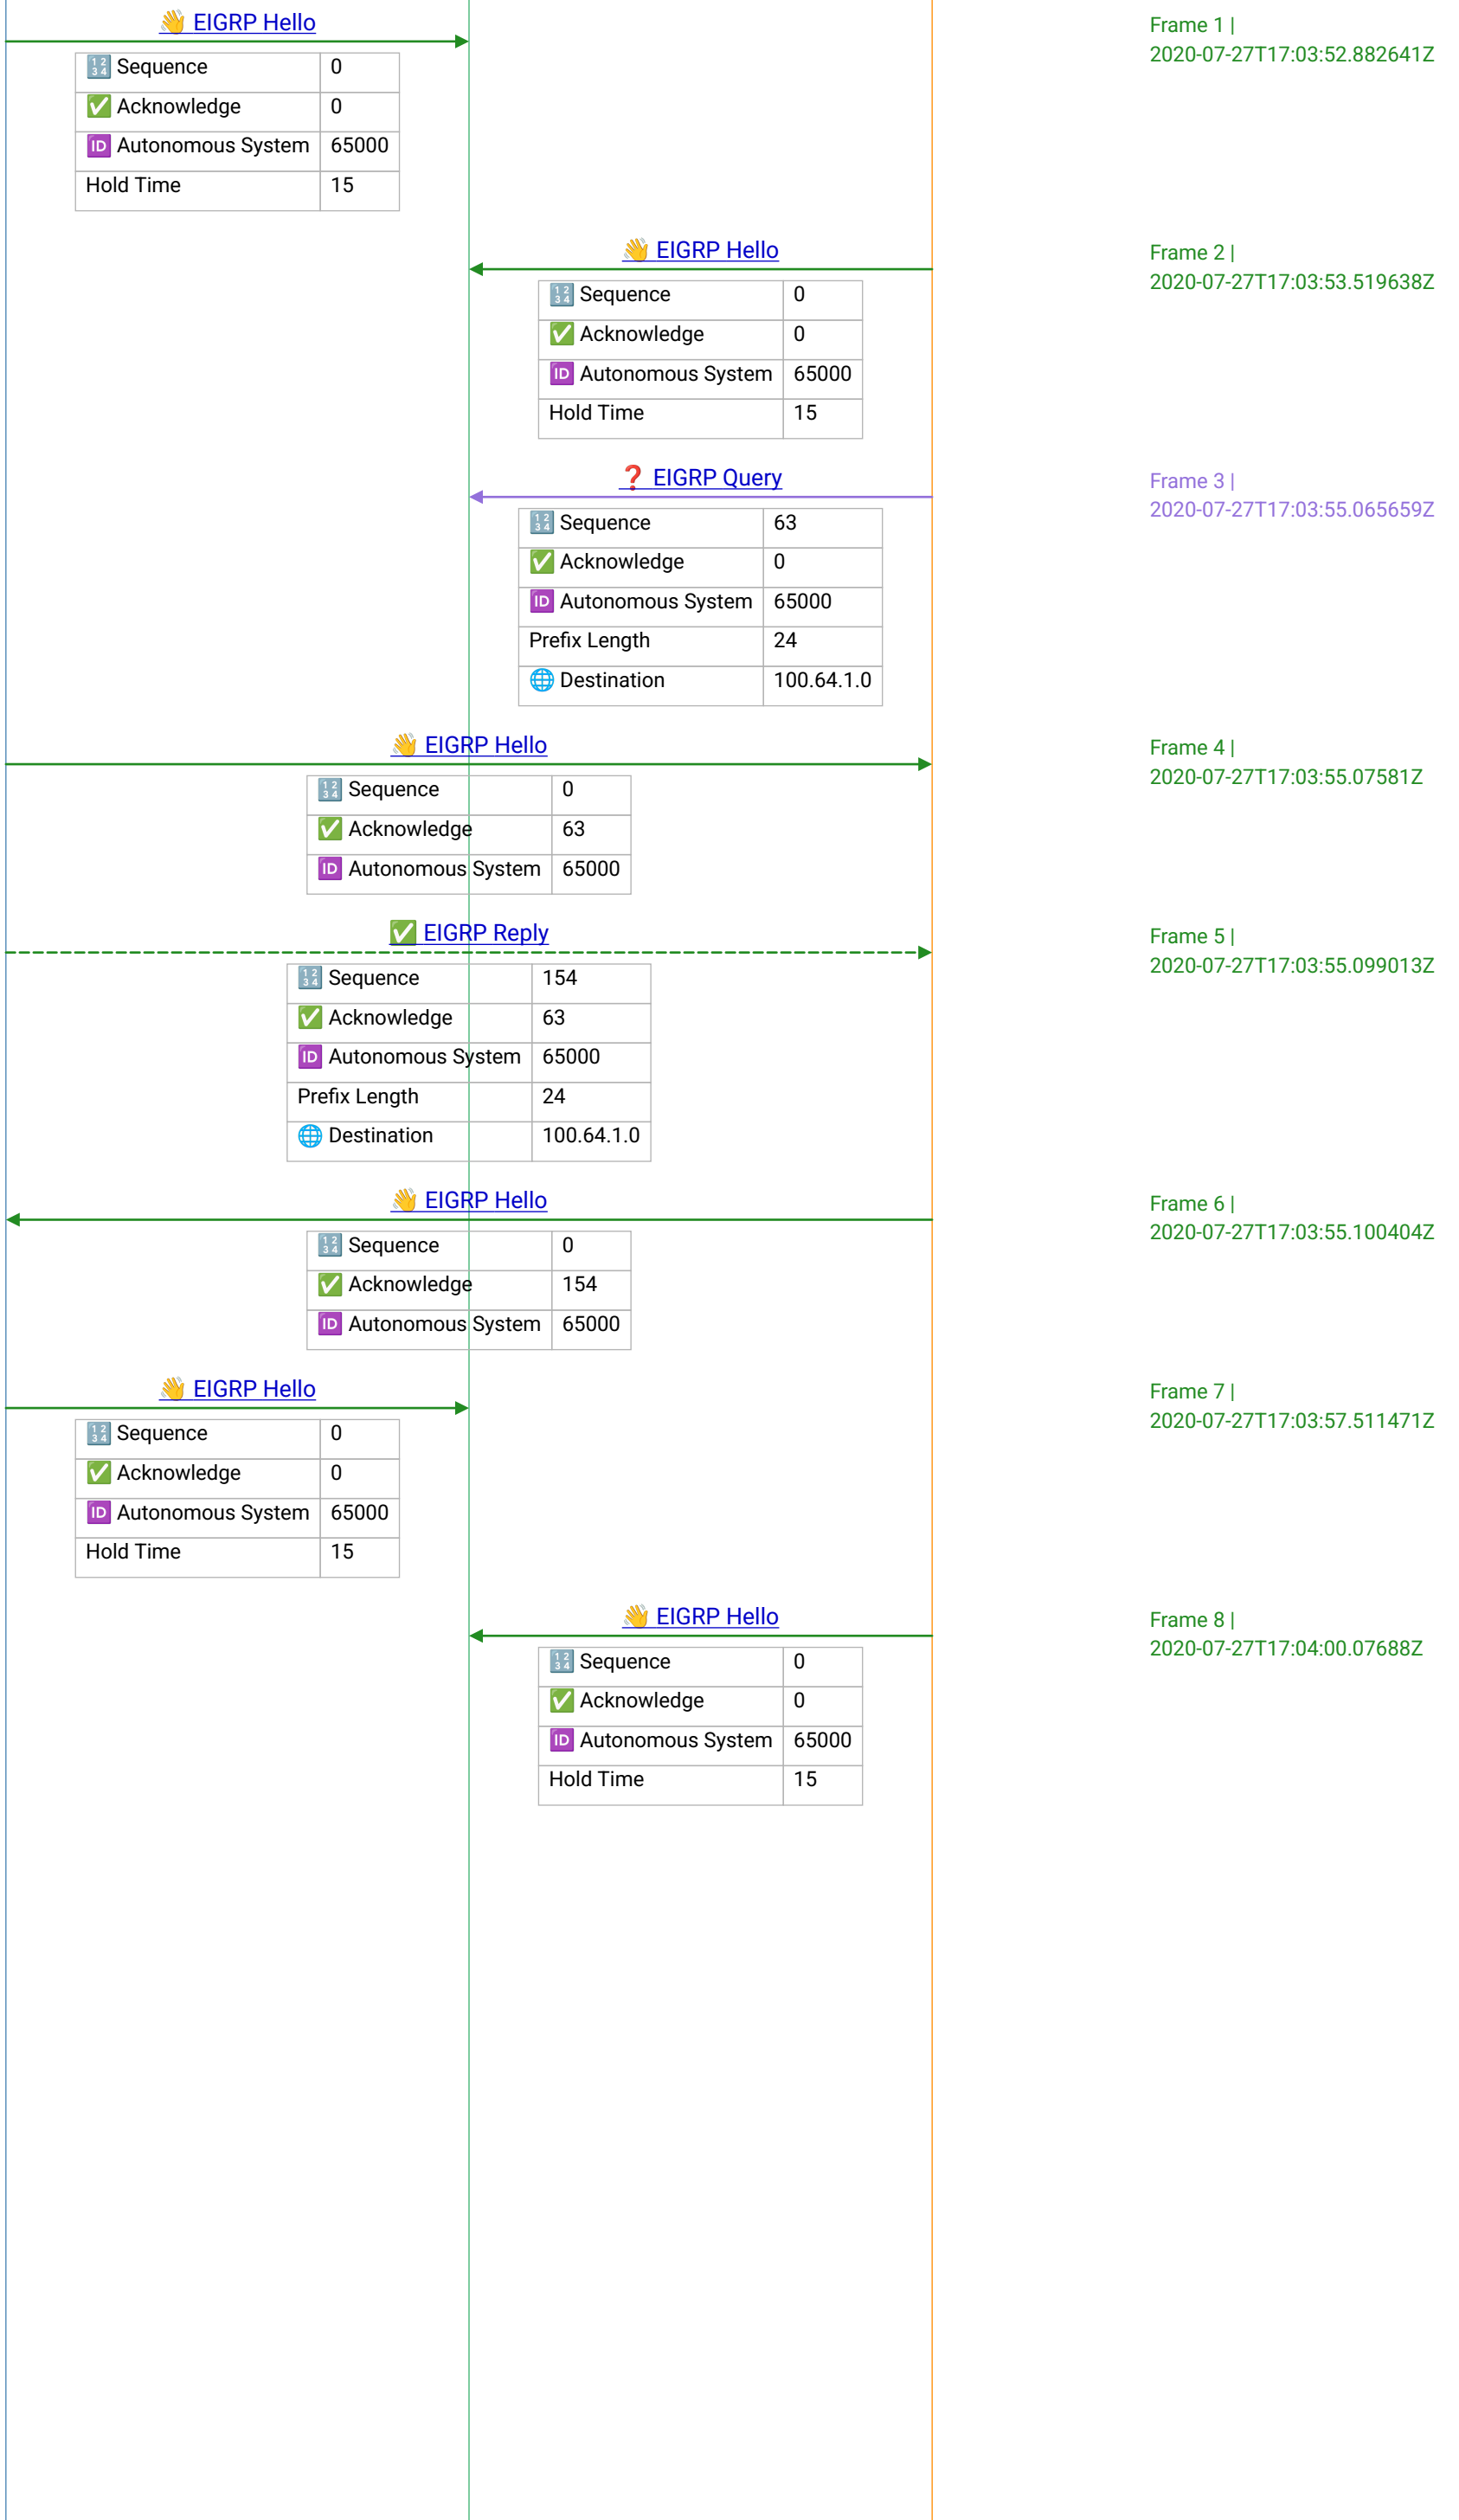 👋 EIGRP Hello
Frame 1 |
2020-07-27T17:03:52.882641Z
🔢 Sequence 0
✅ Acknowledge 0
🆔 Autonomous System 65000
Hold Time 15
👋 EIGRP Hello
Frame 2 |
2020-07-27T17:03:53.519638Z
🔢 Sequence 0
✅ Acknowledge 0
🆔 Autonomous System 65000
Hold Time 15
❓ EIGRP Query
Frame 3 |
2020-07-27T17:03:55.065659Z
🔢 Sequence 63
✅ Acknowledge 0
🆔 Autonomous System 65000
Prefix Length 24
🌐 Destination 100.64.1.0
👋 EIGRP Hello
Frame 4 |
2020-07-27T17:03:55.07581Z
🔢 Sequence 0
✅ Acknowledge 63
🆔 Autonomous System 65000
✅ EIGRP Reply
Frame 5 |
2020-07-27T17:03:55.099013Z
🔢 Sequence 154
✅ Acknowledge 63
🆔 Autonomous System 65000
Prefix Length 24
🌐 Destination 100.64.1.0
👋 EIGRP Hello
Frame 6 |
2020-07-27T17:03:55.100404Z
🔢 Sequence 0
✅ Acknowledge 154
🆔 Autonomous System 65000
👋 EIGRP Hello
Frame 7 |
2020-07-27T17:03:57.511471Z
🔢 Sequence 0
✅ Acknowledge 0
🆔 Autonomous System 65000
Hold Time 15
👋 EIGRP Hello
Frame 8 |
2020-07-27T17:04:00.07688Z
🔢 Sequence 0
✅ Acknowledge 0
🆔 Autonomous System 65000
Hold Time 15